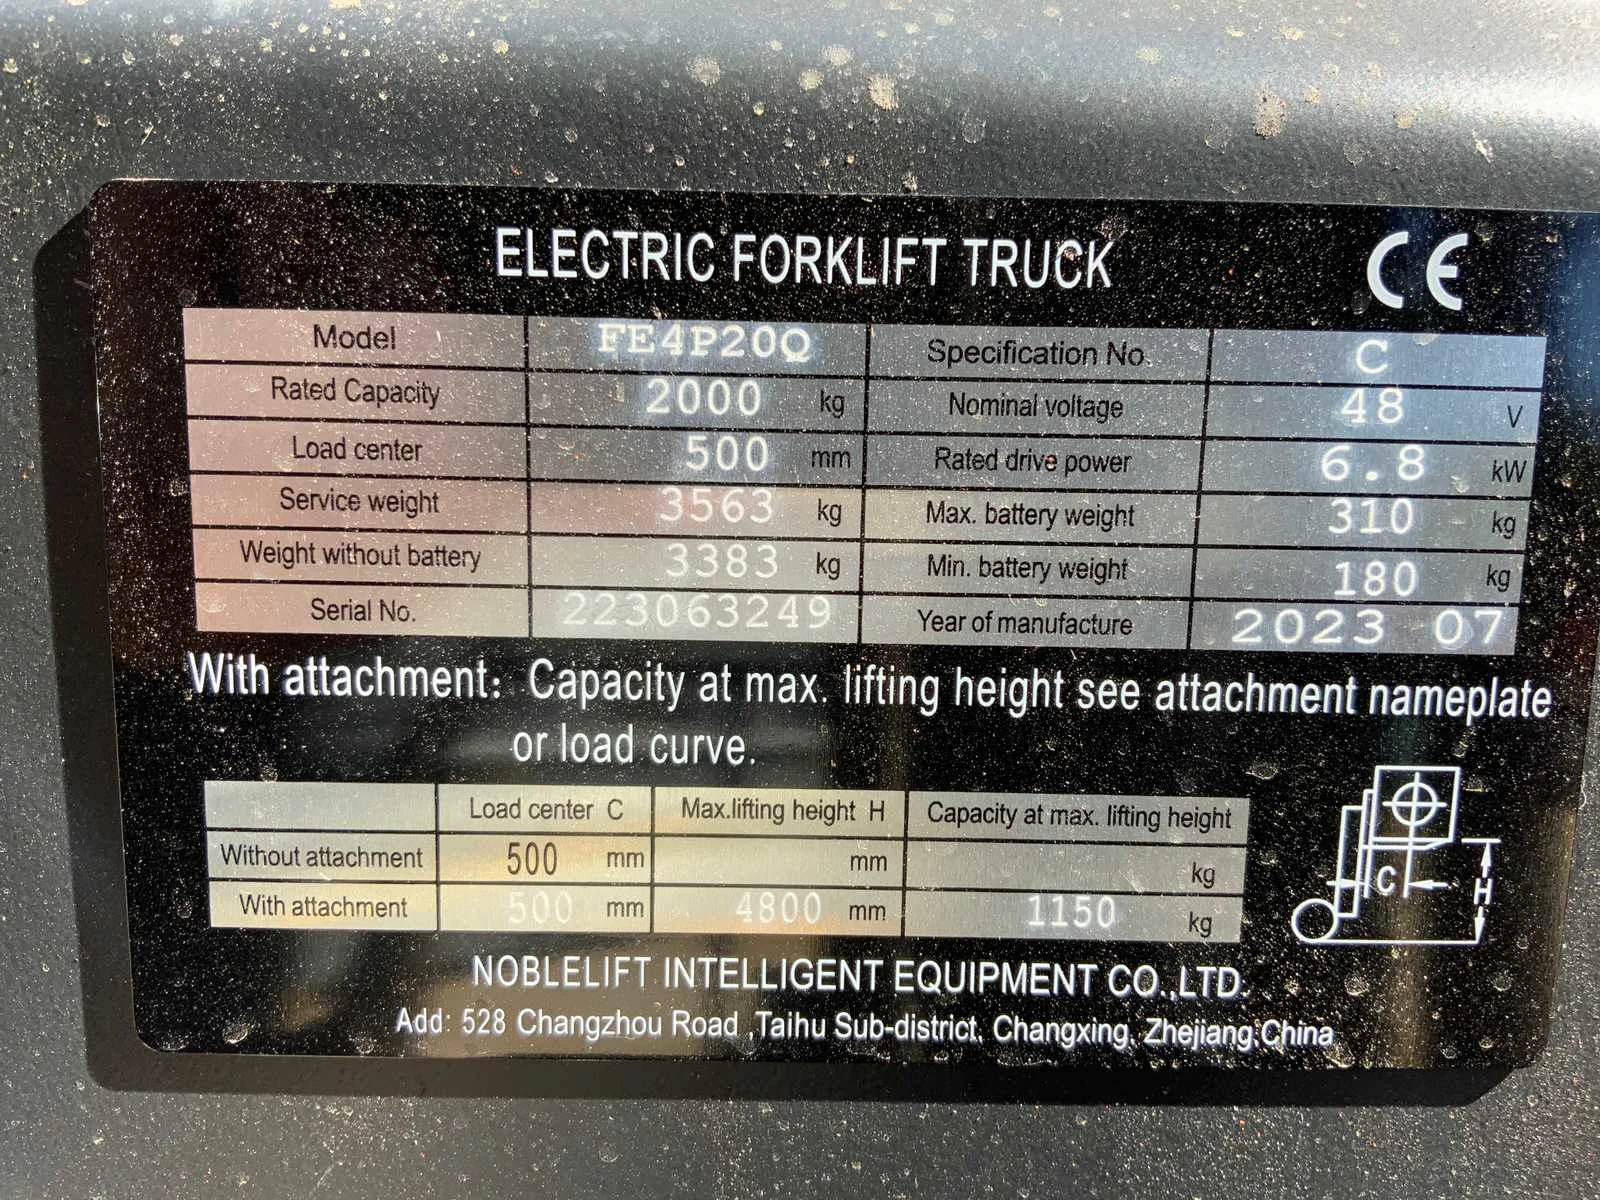 ELECTRIC FORKLIFT TRUCK CE
Model FE4P20Q Specification No. C
Rated Capacity 2000 kg Nominal voltage 48 V
Load center 500 mm Rated drive power 6.8 kW
Service weight 3563 kg Max. battery weight 310 kg
Weight without battery 3383 kg Min. battery weight 180 kg
Serial No. 223063249 Year of manufacture 2023 07
With attachment: Capacity at max. lifting height see attachment nameplate
or load curve.
Load center C Max.lifting height H Capacity at max. lifting height
Without attachment 500 mm mm kg
With attachment 500 mm 4800 mm 1150 kg
C H
NOBLELIFT INTELLIGENT EQUIPMENT CO.,LTD.
Add: 528 Changzhou Road ,Taihu Sub-district, Changxing, Zhejiang,China